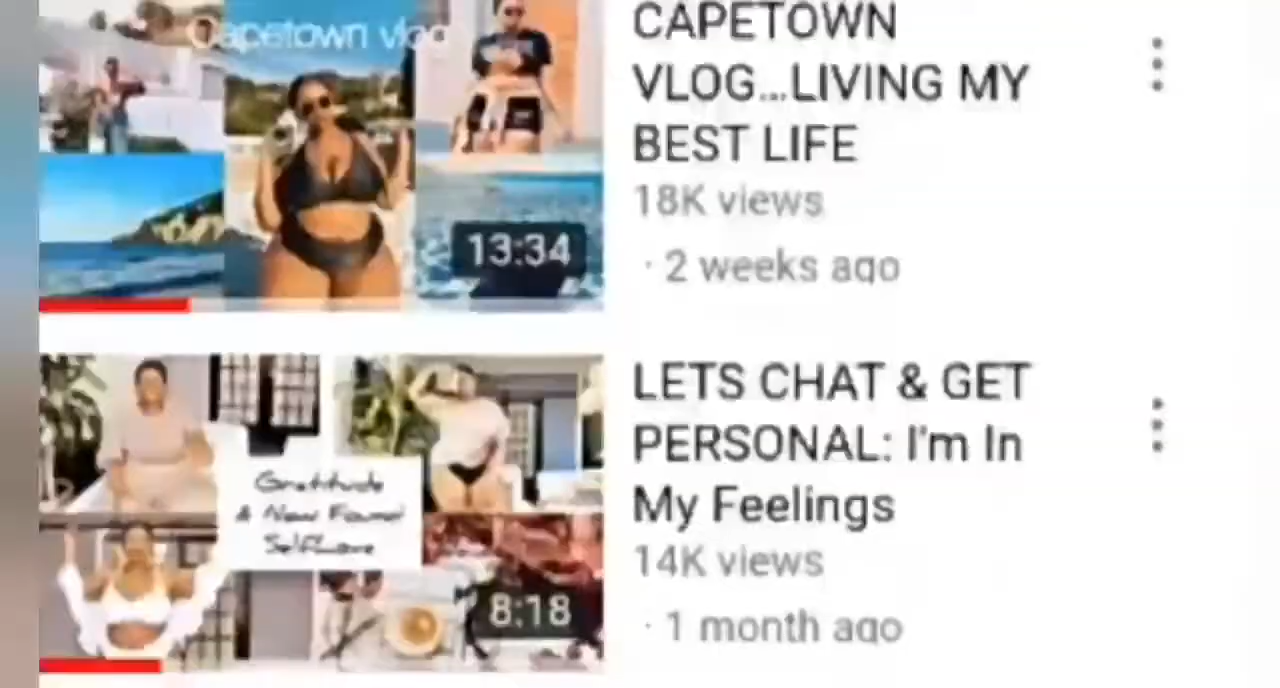 Capetown vlog
CAPETOWN
VLOG...LIVING MY
BEST LIFE
18K views
· 2 weeks ago
13:34
LETS CHAT & GET
PERSONAL: I'm In
My Feelings
14K views
· 1 month ago
Gratitude
A New Found
SelfLove
8:18